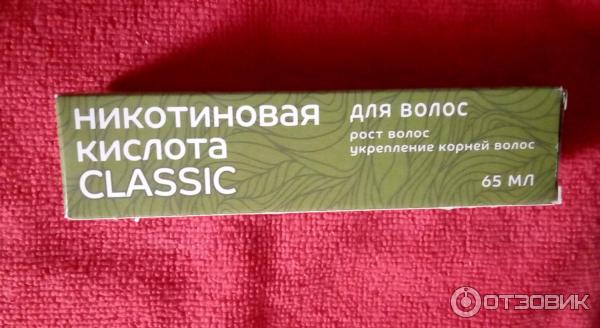 НИКОТИНОВАЯ
КИСЛОТА
CLASSIC
ДЛЯ ВОЛОС
рост волос
укрепление корней волос
65 МЛ
ОТЗОВИК